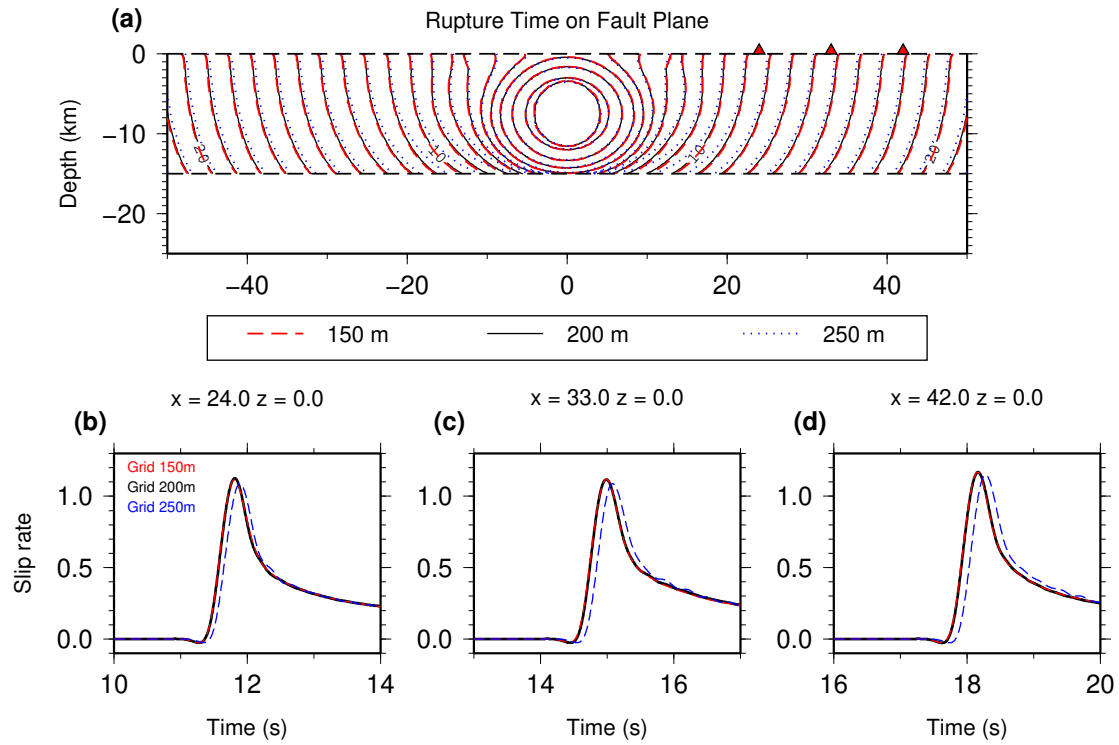 (a) Rupture Time on Fault Plane
0
−10
−20
Depth (km)
20 10 10 20
−40 −20 0 20 40
150 m 200 m 250 m
x = 24.0 z = 0.0 x = 33.0 z = 0.0 x = 42.0 z = 0.0
(b) (c) (d)
Grid 150m
Grid 200m
Grid 250m
1.0 1.0 1.0
0.5 0.5 0.5
0.0 0.0 0.0
Slip rate
10 12 14 14 16 16 18 20
Time (s) Time (s) Time (s)